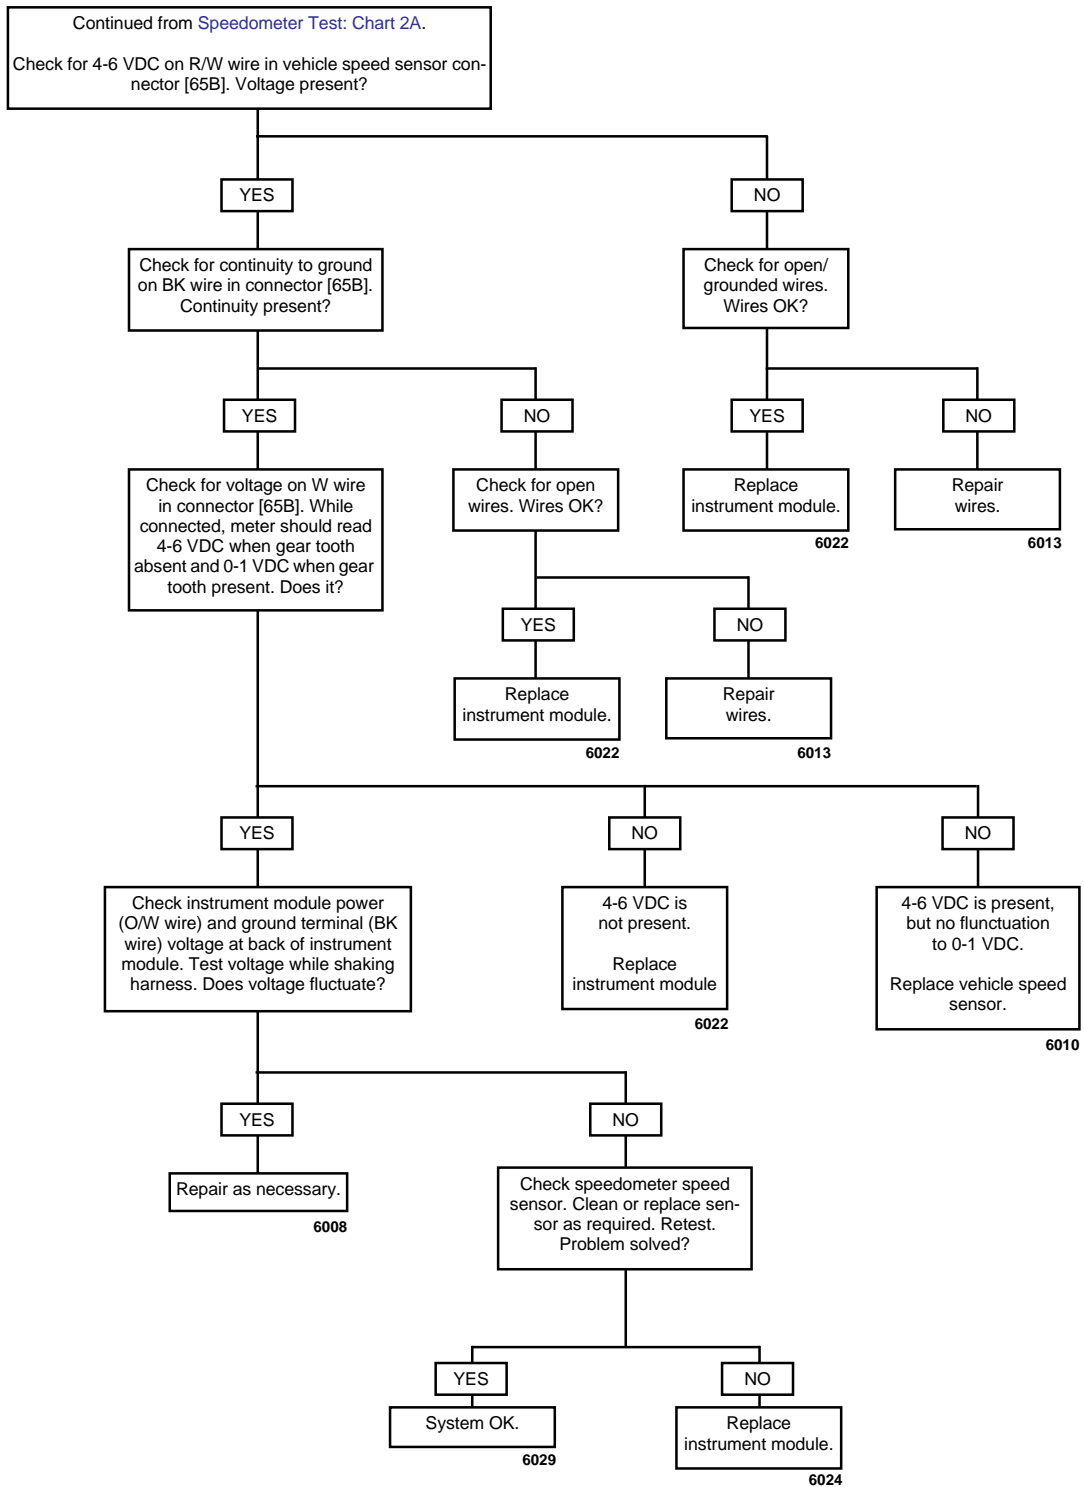 Continued from Speedometer Test: Chart 2A.
Check for 4-6 VDC on R/W wire in vehicle speed sensor con-
nector [65B]. Voltage present?
YES
NO
Check for continuity to ground
on BK wire in connector [65B].
Continuity present?
Check for open/
grounded wires.
Wires OK?
YES
NO
YES
NO
Check for voltage on W wire
in connector [65B]. While
connected, meter should read
4-6 VDC when gear tooth
absent and 0-1 VDC when gear
tooth present. Does it?
Check for open
wires. Wires OK?
Replace
instrument module.
6022
Repair
wires.
6013
YES
NO
Replace
instrument module.
6022
Repair
wires.
6013
YES
NO
NO
Check instrument module power
(O/W wire) and ground terminal (BK
wire) voltage at back of instrument
module. Test voltage while shaking
harness. Does voltage fluctuate?
4-6 VDC is
not present.
Replace
instrument module
6022
4-6 VDC is present,
but no flunctuation
to 0-1 VDC.
Replace vehicle speed
sensor.
6010
YES
NO
Repair as necessary.
6008
Check speedometer speed
sensor. Clean or replace sen-
sor as required. Retest.
Problem solved?
YES
NO
System OK.
6029
Replace
instrument module.
6024